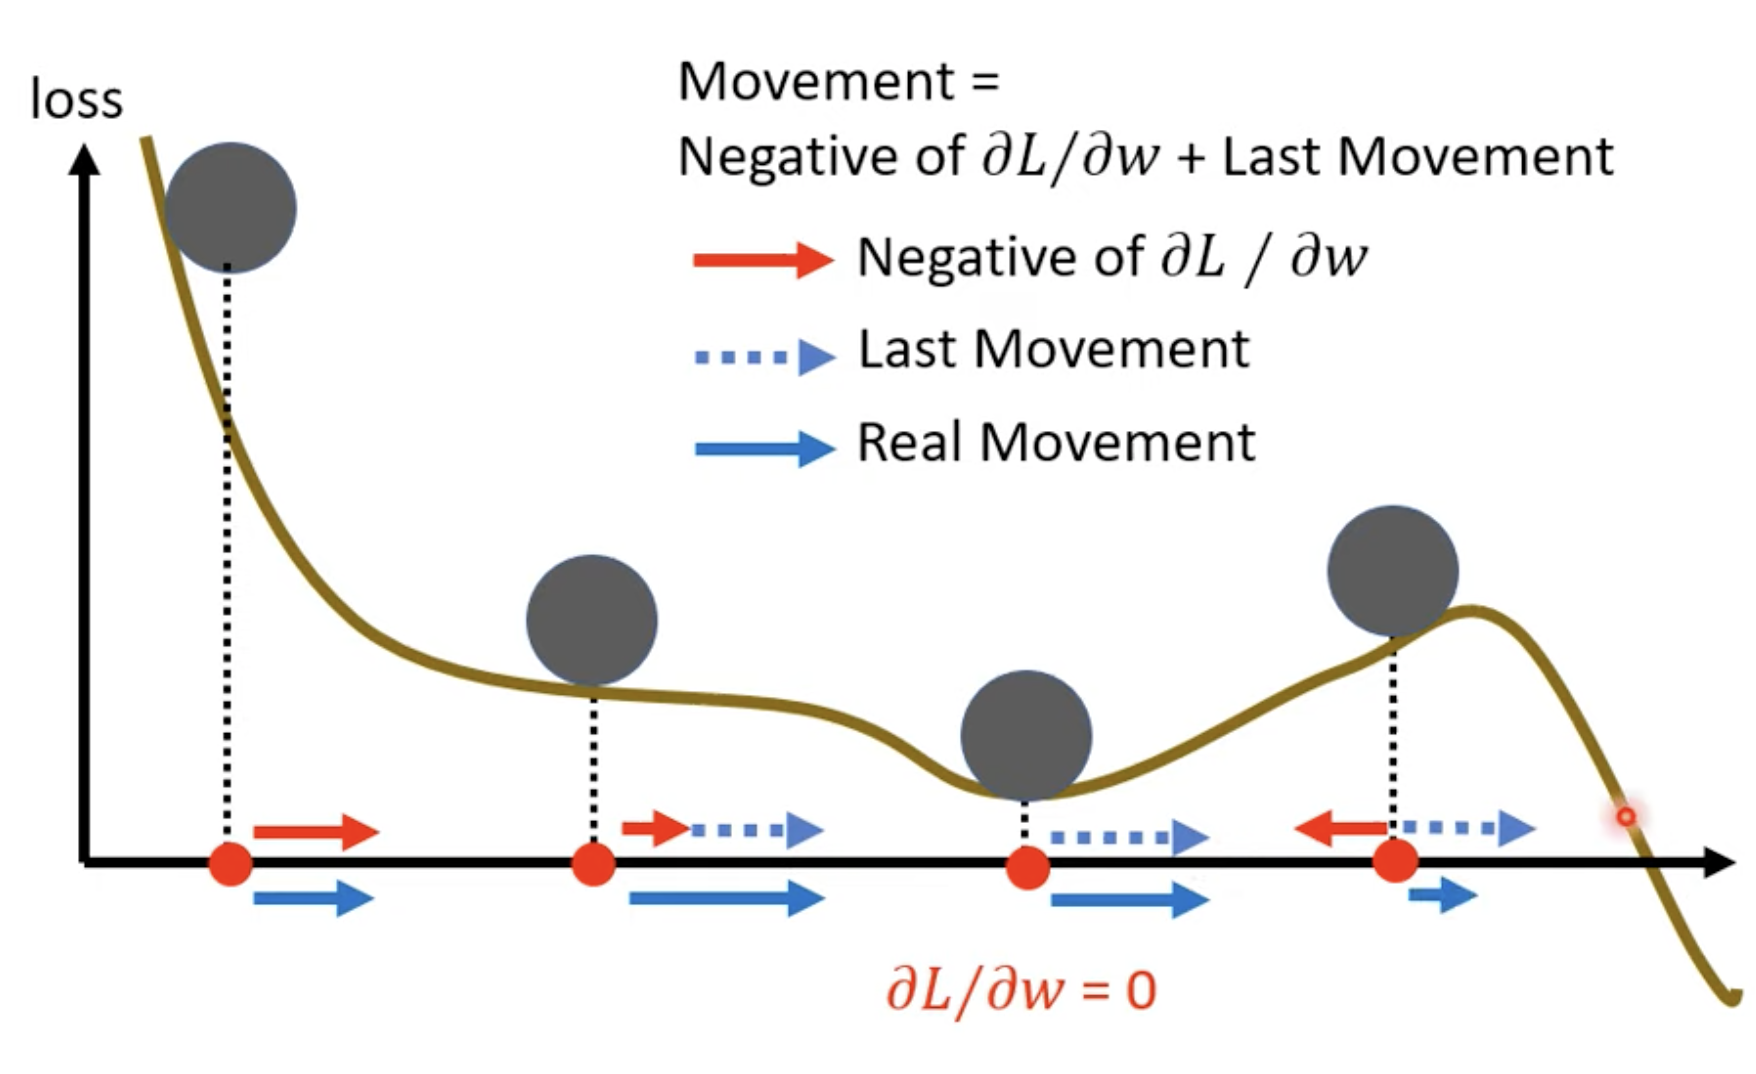 loss
Movement =
Negative of ∂L/∂w + Last Movement
Negative of ∂L / ∂w
Last Movement
Real Movement
∂L/∂w = 0